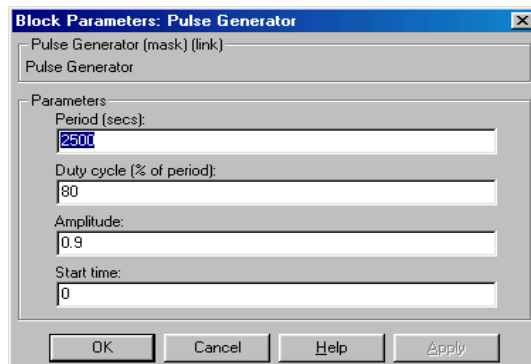 Block Parameters: Pulse Generator
Pulse Generator (mask) (link)
Pulse Generator
Parameters
Period (secs):
2500
Duty cycle (% of period):
80
Amplitude:
0.9
Start time:
0
OK Cancel Help Apply